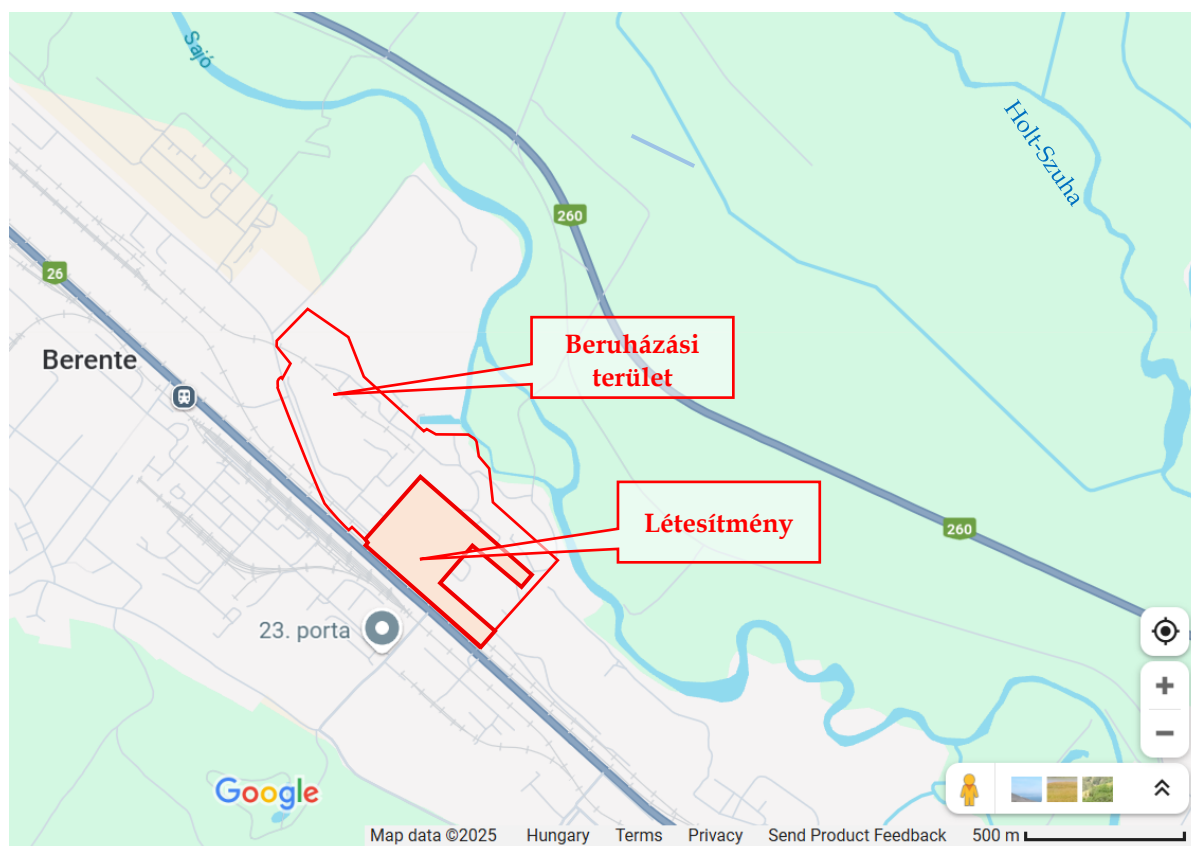 Sajó
Holt-Szuha
260
26
Beruházási
terület
Berente
Létesítmény
260
23. porta
Google
Map data ©2025 Hungary Terms Privacy Send Product Feedback 500 m